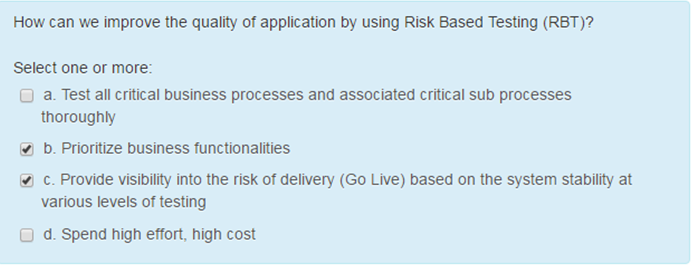 How can we improve the quality of application by using Risk Based Testing (RBT)?
Select one or more:
a. Test all critical business processes and associated critical sub processes
thoroughly
b. Prioritize business functionalities
c. Provide visibility into the risk of delivery (Go Live) based on the system stability at
various levels of testing
d. Spend high effort, high cost